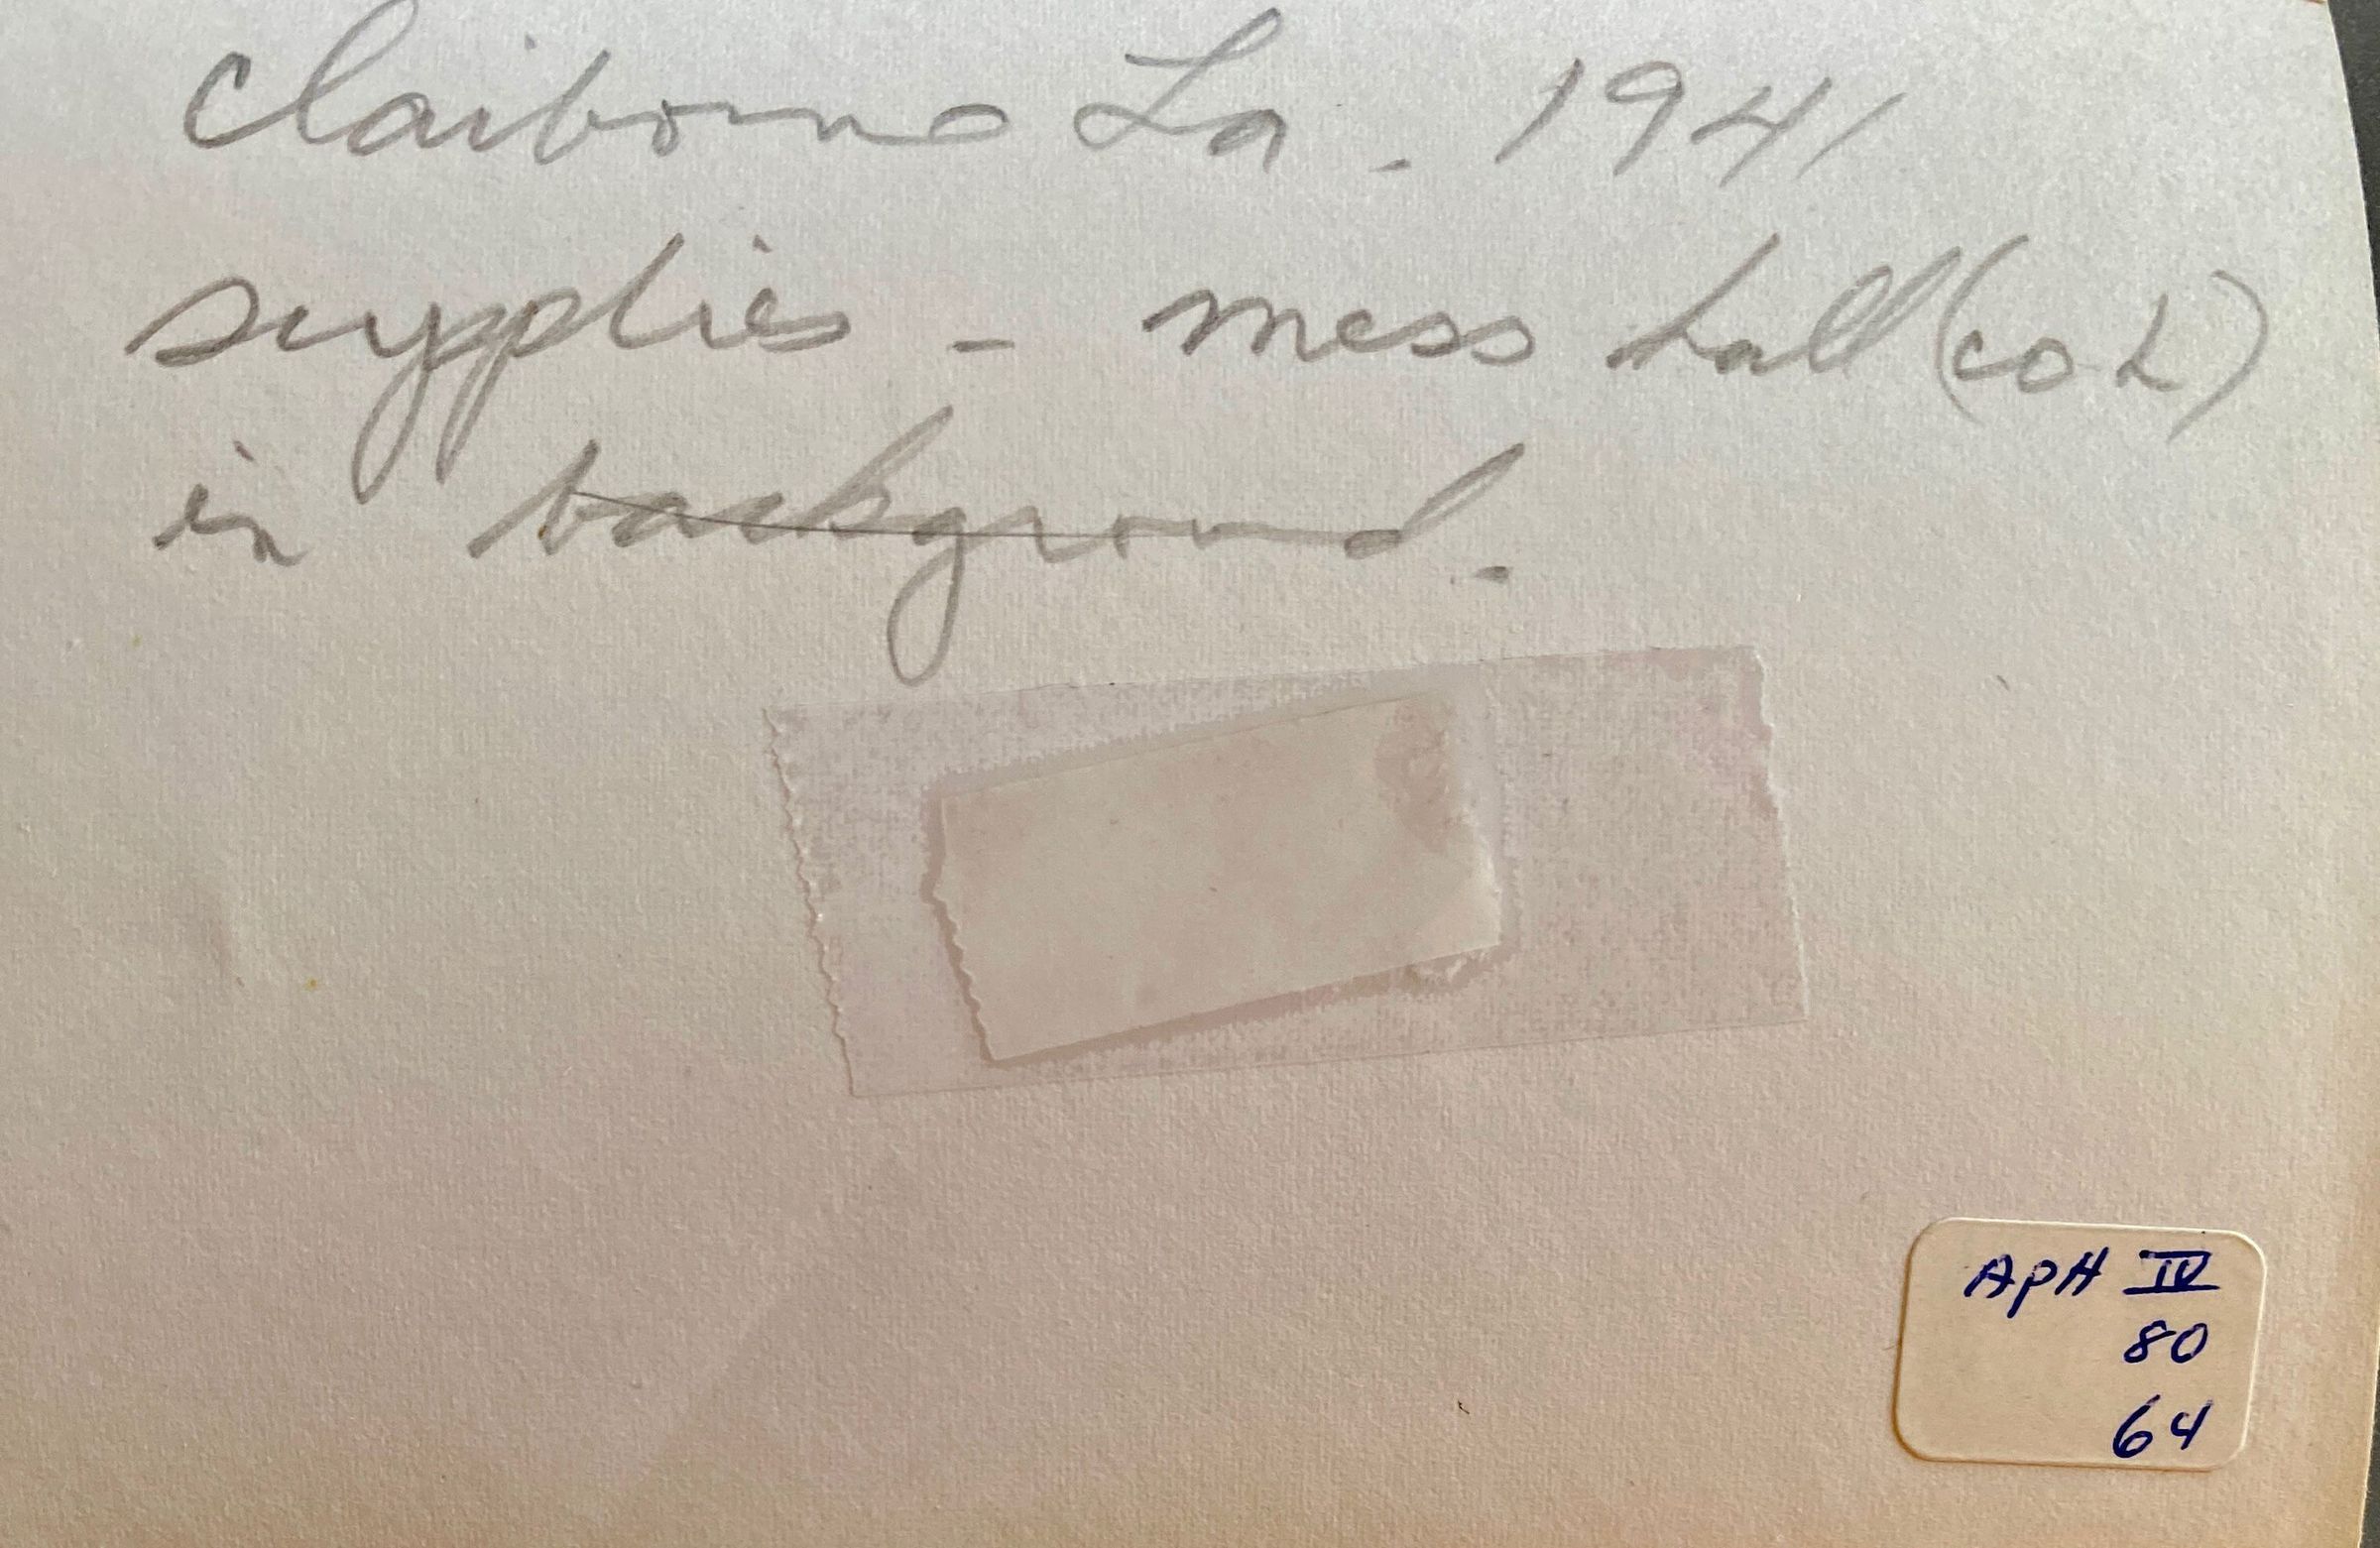 Claiborne La. 1941
supplies - mess hall (co L)
in background.
APH IV
80
64